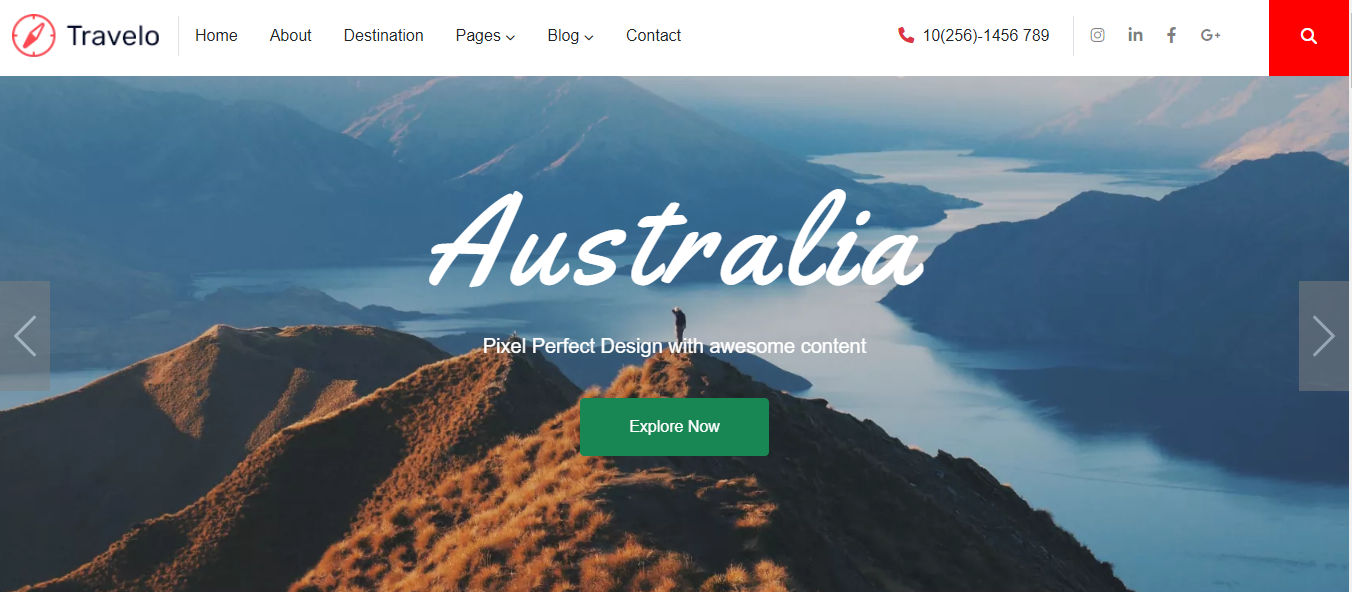 Travelo Home About Destination Pages Blog Contact 10(256)-1456 789 G+
Australia
Pixel Perfect Design with awesome content
Explore Now